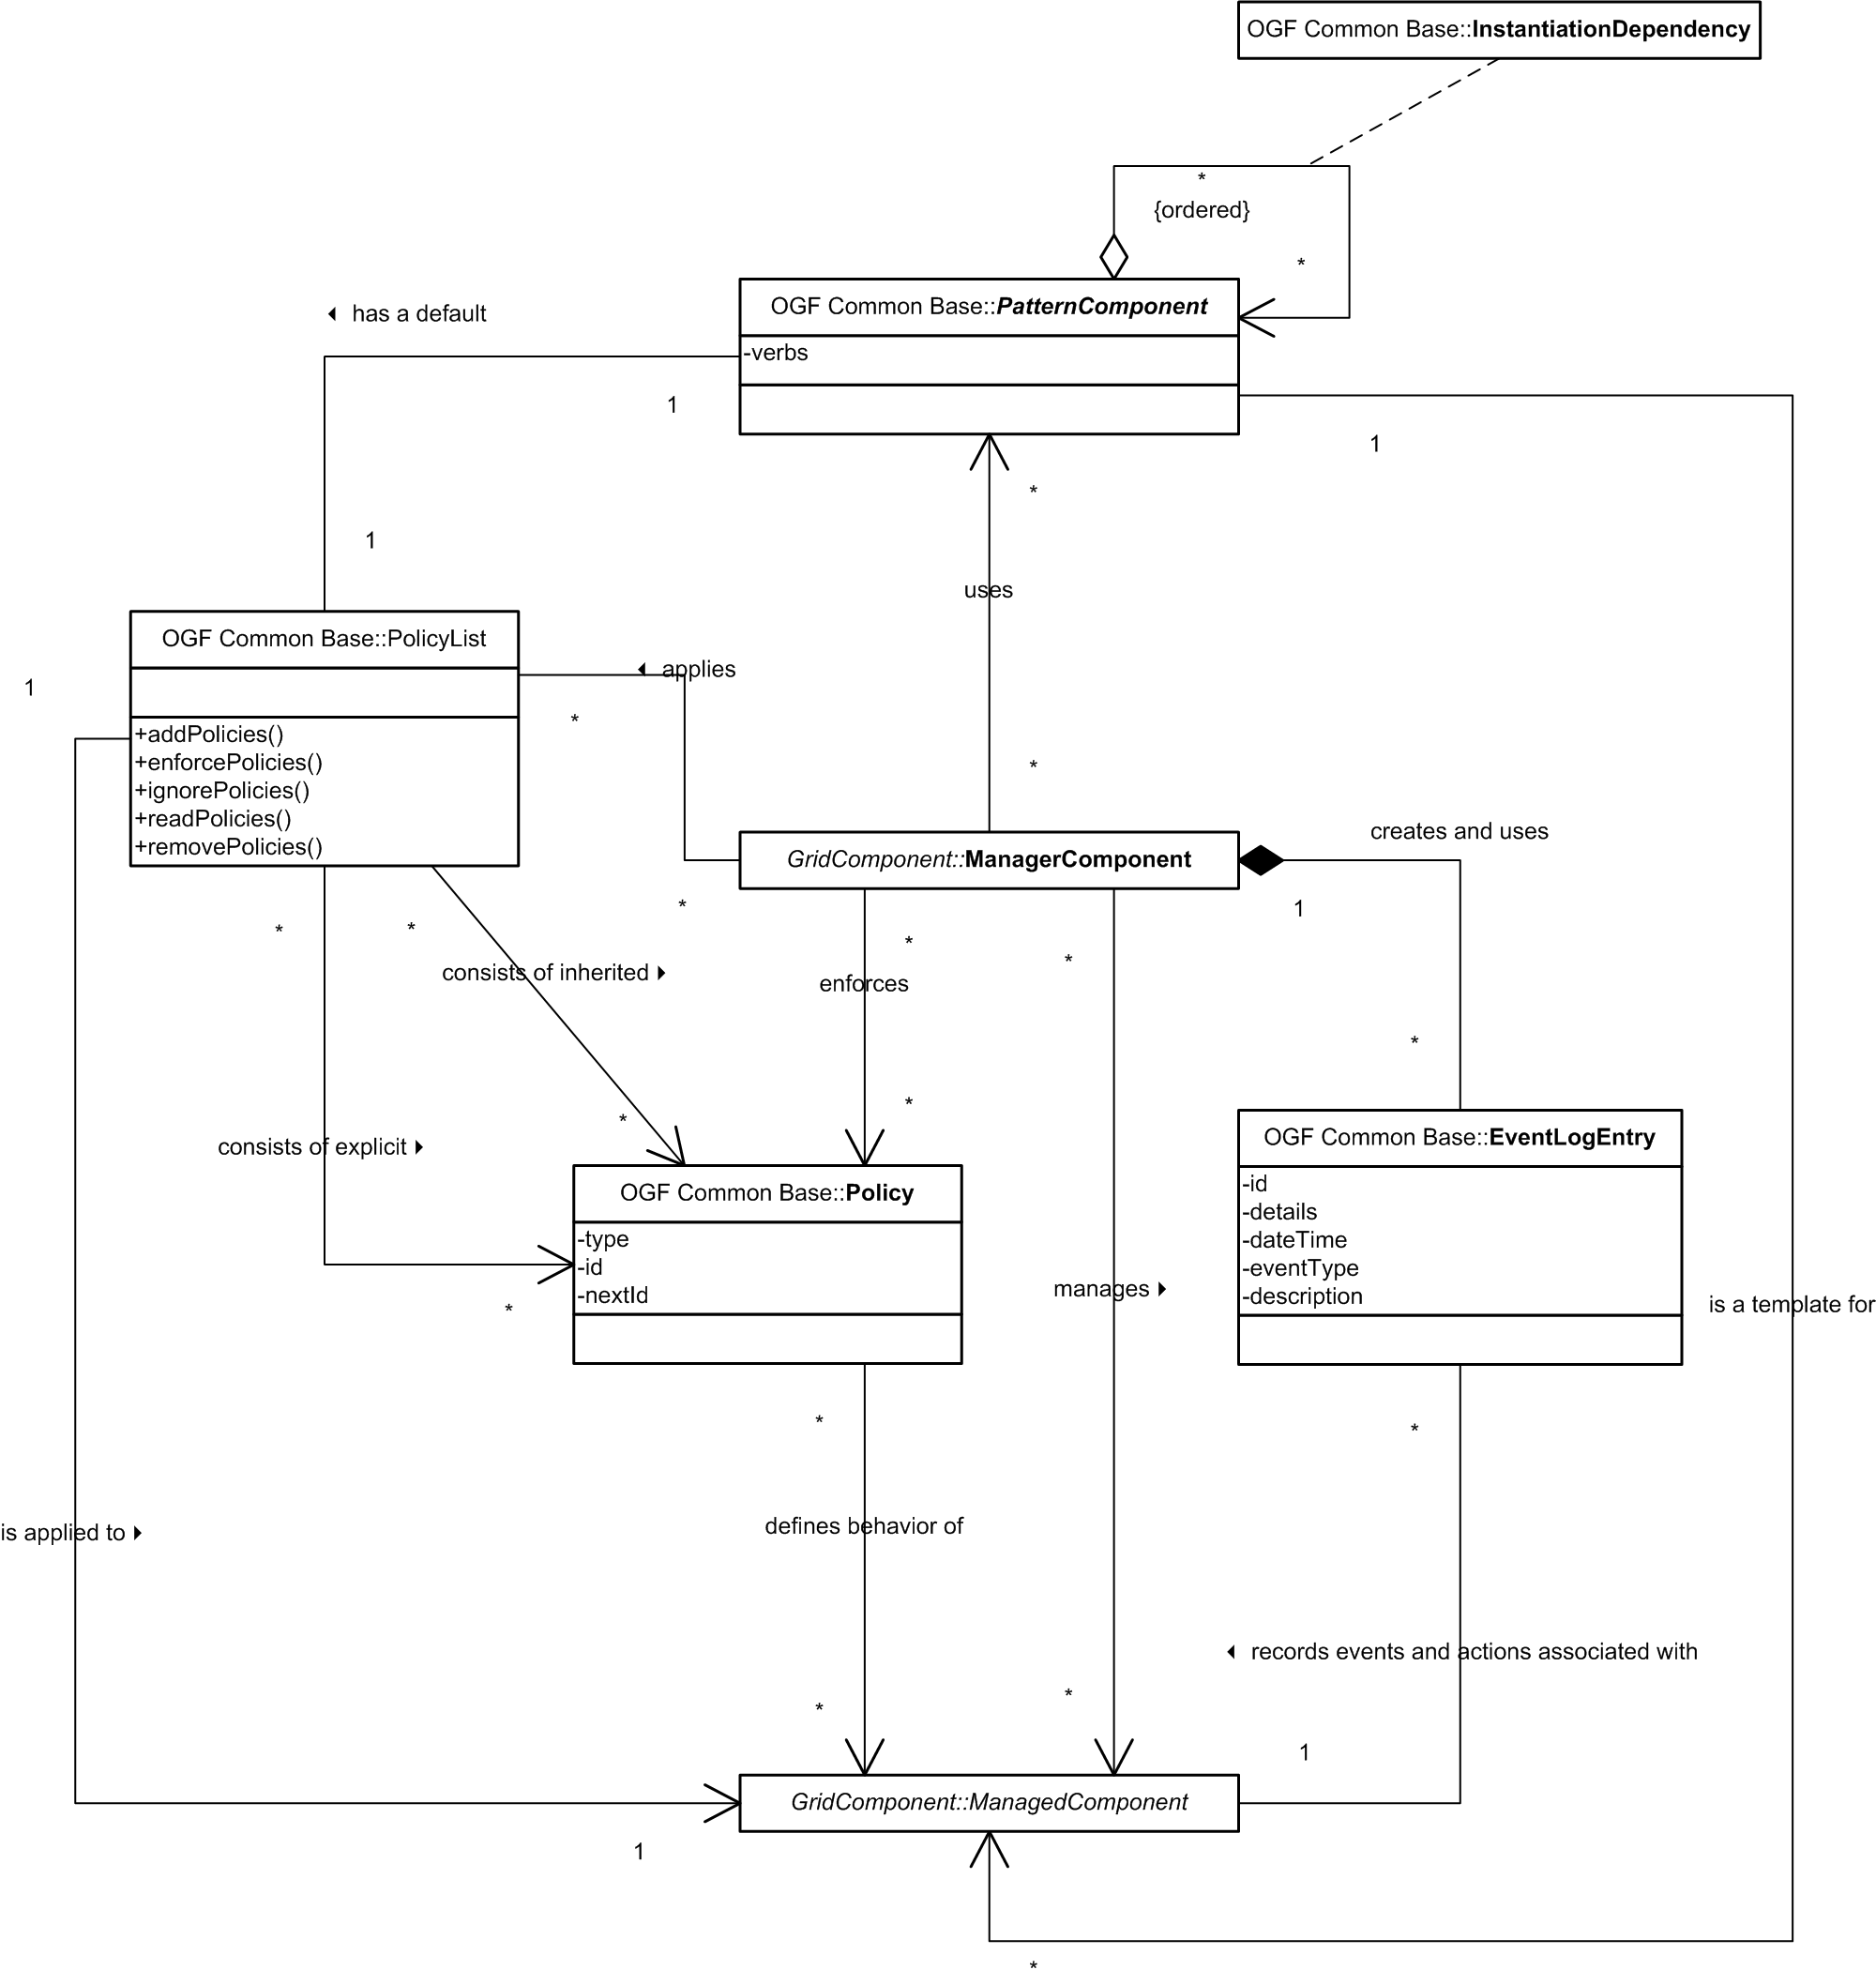 OGF Common Base::InstantiationDependency
*
{ordered}
*
OGF Common Base::PatternComponent
-verbs
has a default
1
1
1
*
uses
*
OGF Common Base::PolicyList
+addPolicies()
+enforcePolicies()
+ignorePolicies()
+readPolicies()
+removePolicies()
1
applies
*
*
GridComponent::ManagerComponent
creates and uses
1
*
*
*
consists of inherited
*
*
enforces
*
*
consists of explicit
*
OGF Common Base::Policy
-type
-id
-nextId
manages
*
OGF Common Base::EventLogEntry
-id
-details
-dateTime
-eventType
-description
is a template for
*
*
defines behavior of
*
is applied to
records events and actions associated with
1
GridComponent::ManagedComponent
1
*